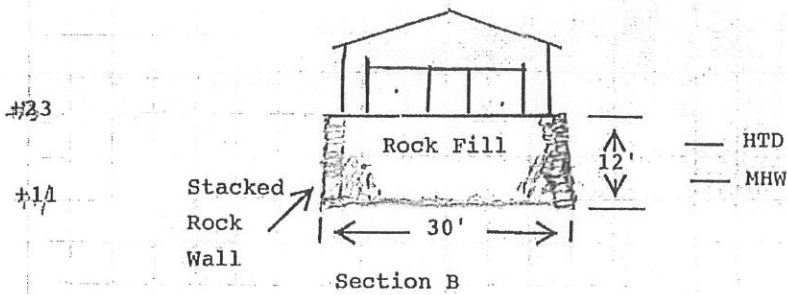 +23
Rock Fill
12'
HTD
MHW
+11
Stacked
Rock
Wall
30'
Section B